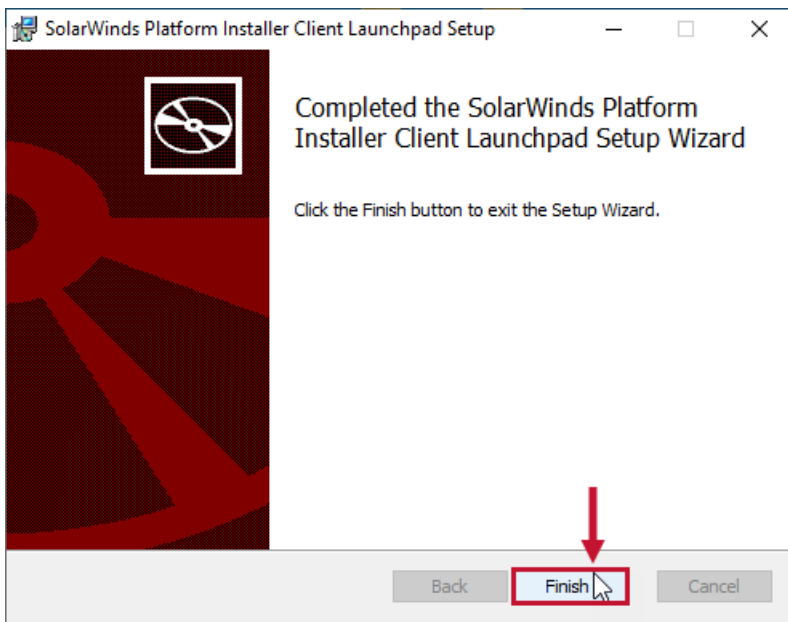 SolarWinds Platform Installer Client Launchpad Setup
Completed the SolarWinds Platform
Installer Client Launchpad Setup Wizard
Click the Finish button to exit the Setup Wizard.
Back
Finish
Cancel